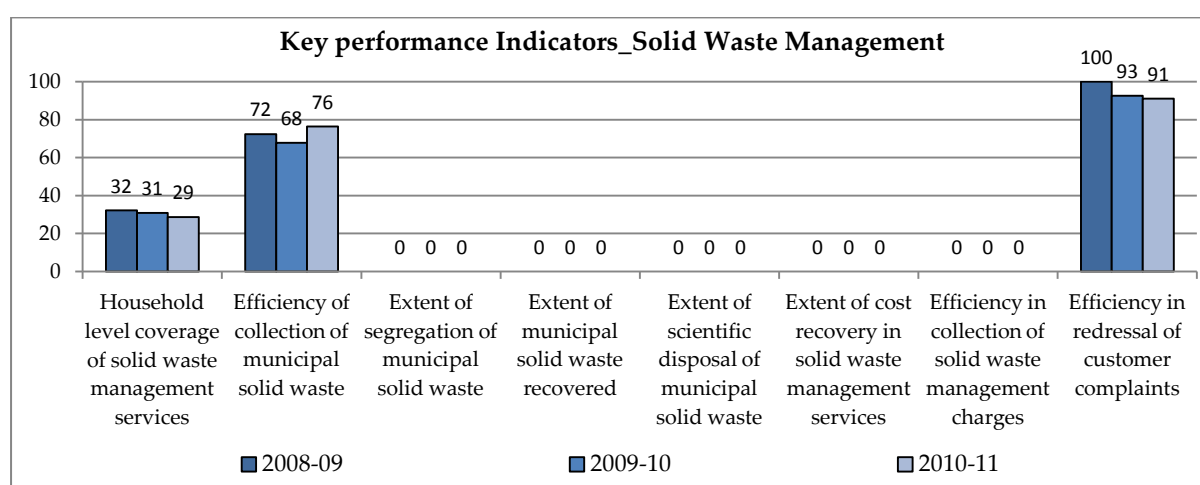 Key performance Indicators_Solid Waste Management
100
80
60
40
20
0
32 31 29
72 68 76
0 0 0
0 0 0
0 0 0
0 0 0
0 0 0
100 93 91
Household
level coverage
of solid waste
management
services
Efficiency of
collection of
municipal
solid waste
Extent of
segregation of
municipal
solid waste
Extent of
municipal
solid waste
recovered
Extent of
scientific
disposal of
municipal
solid waste
Extent of cost
recovery in
solid waste
management
services
Efficiency in
collection of
solid waste
management
charges
Efficiency in
redressal of
customer
complaints
2008-09
2009-10
2010-11